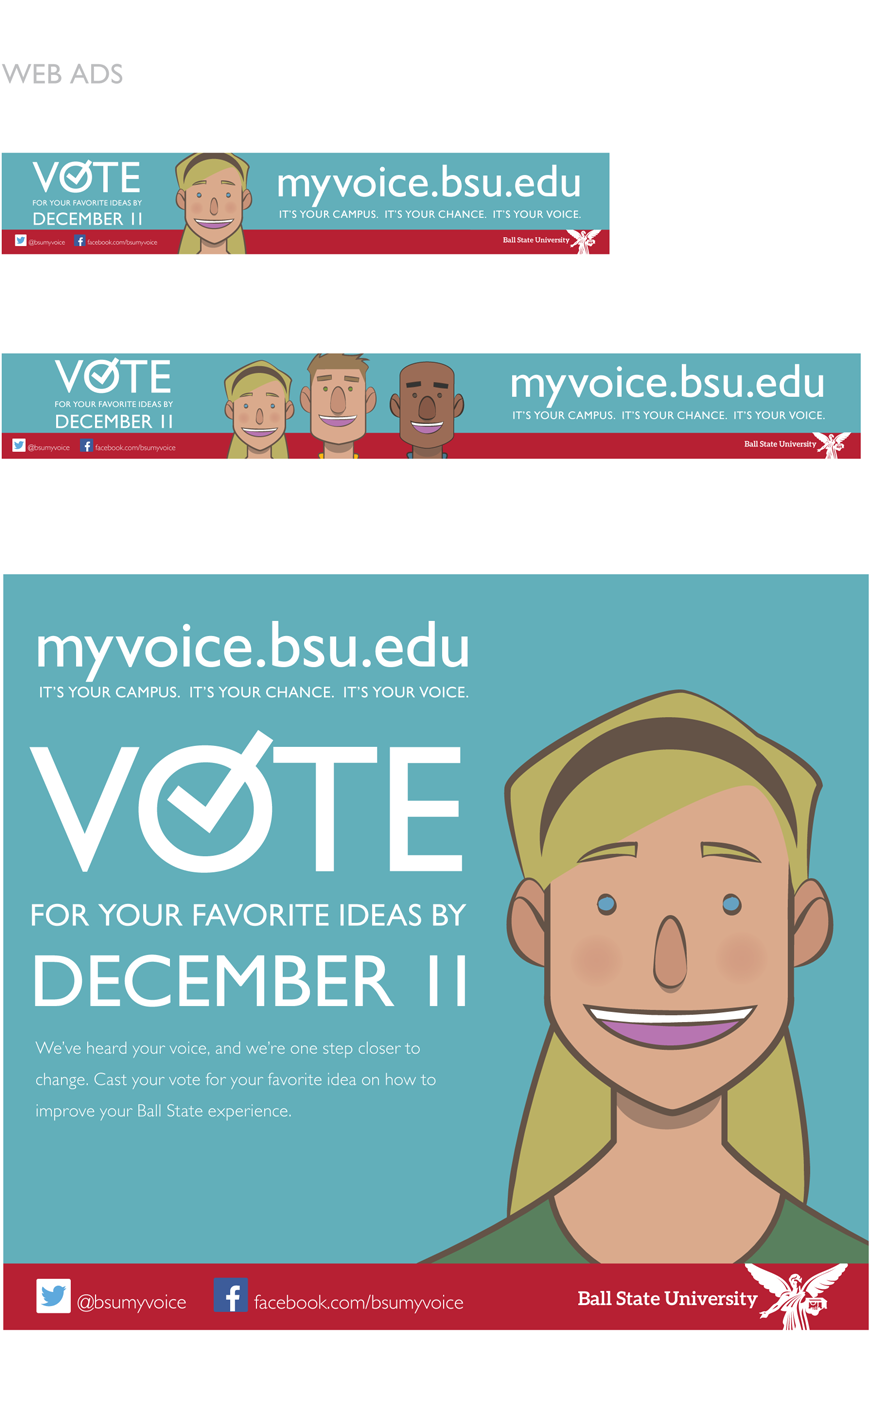 WEB ADS
VOTE
FOR YOUR FAVORITE IDEAS BY
DECEMBER 11
myvoice.bsu.edu
IT'S YOUR CAMPUS. IT'S YOUR CHANCE. IT'S YOUR VOICE.
@bsumyvoice facebook.com/bsumyvoice Ball State University
VOTE
FOR YOUR FAVORITE IDEAS BY
DECEMBER 11
myvoice.bsu.edu
IT'S YOUR CAMPUS. IT'S YOUR CHANCE. IT'S YOUR VOICE.
@bsumyvoice facebook.com/bsumyvoice Ball State University
myvoice.bsu.edu
IT'S YOUR CAMPUS. IT'S YOUR CHANCE. IT'S YOUR VOICE.
VOTE
FOR YOUR FAVORITE IDEAS BY
DECEMBER 11
We've heard your voice, and we're one step closer to
change. Cast your vote for your favorite idea on how to
improve your Ball State experience.
@bsumyvoice facebook.com/bsumyvoice Ball State University